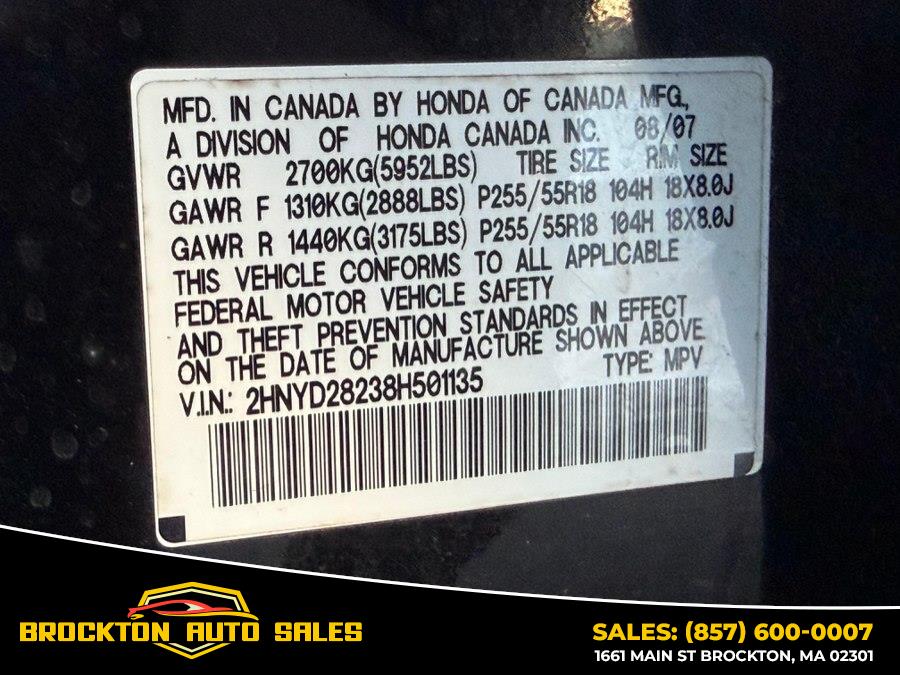 MFD. IN CANADA BY HONDA OF CANADA MFG.,
A DIVISION OF HONDA CANADA INC. 08/07
GVWR 2700KG(5952LBS) TIRE SIZE RIM SIZE
GAWR F 1310KG(2888LBS) P255/55R18 104H 18X8.0J
GAWR R 1440KG(3175LBS) P255/55R18 104H 18X8.0J
THIS VEHICLE CONFORMS TO ALL APPLICABLE
FEDERAL MOTOR VEHICLE SAFETY
AND THEFT PREVENTION STANDARDS IN EFFECT
ON THE DATE OF MANUFACTURE SHOWN ABOVE
V.I.N.: 2HNYD28238H501135 TYPE: MPV
BROCKTON AUTO SALES
SALES: (857) 600-0007
1661 MAIN ST BROCKTON, MA 02301